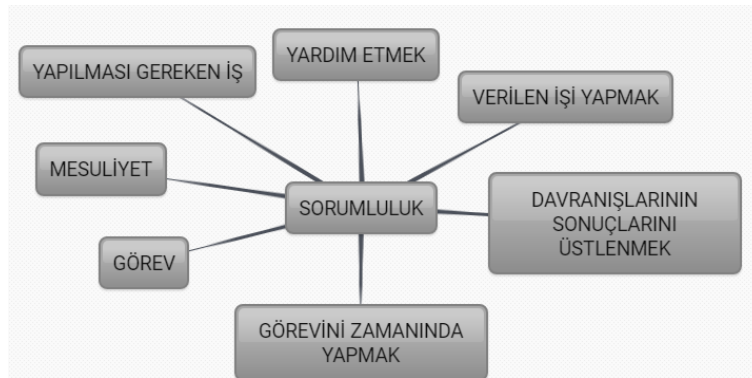 YARDIM ETMEK
YAPILMASI GEREKEN İŞ
VERİLEN İŞİ YAPMAK
MESULİYET
SORUMLULUK
DAVRANIŞLARININ
SONUÇLARINI
ÜSTLENMEK
GÖREV
GÖREVİNİ ZAMANINDA
YAPMAK